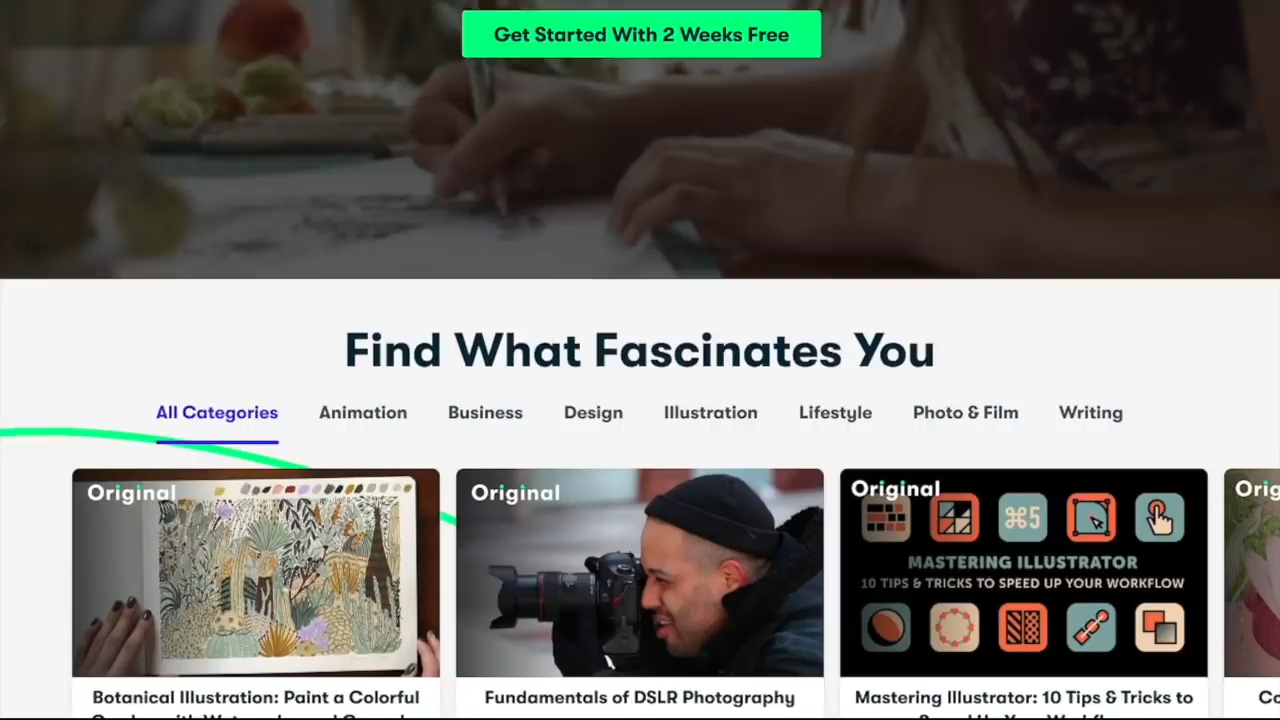 Get Started With 2 Weeks Free
Find What Fascinates You
All Categories Animation Business Design Illustration Lifestyle Photo & Film Writing
Original
Original
Original
⌘5
MASTERING ILLUSTRATOR
10 TIPS & TRICKS TO SPEED UP YOUR WORKFLOW
Botanical Illustration: Paint a Colorful
Fundamentals of DSLR Photography
Mastering Illustrator: 10 Tips & Tricks to